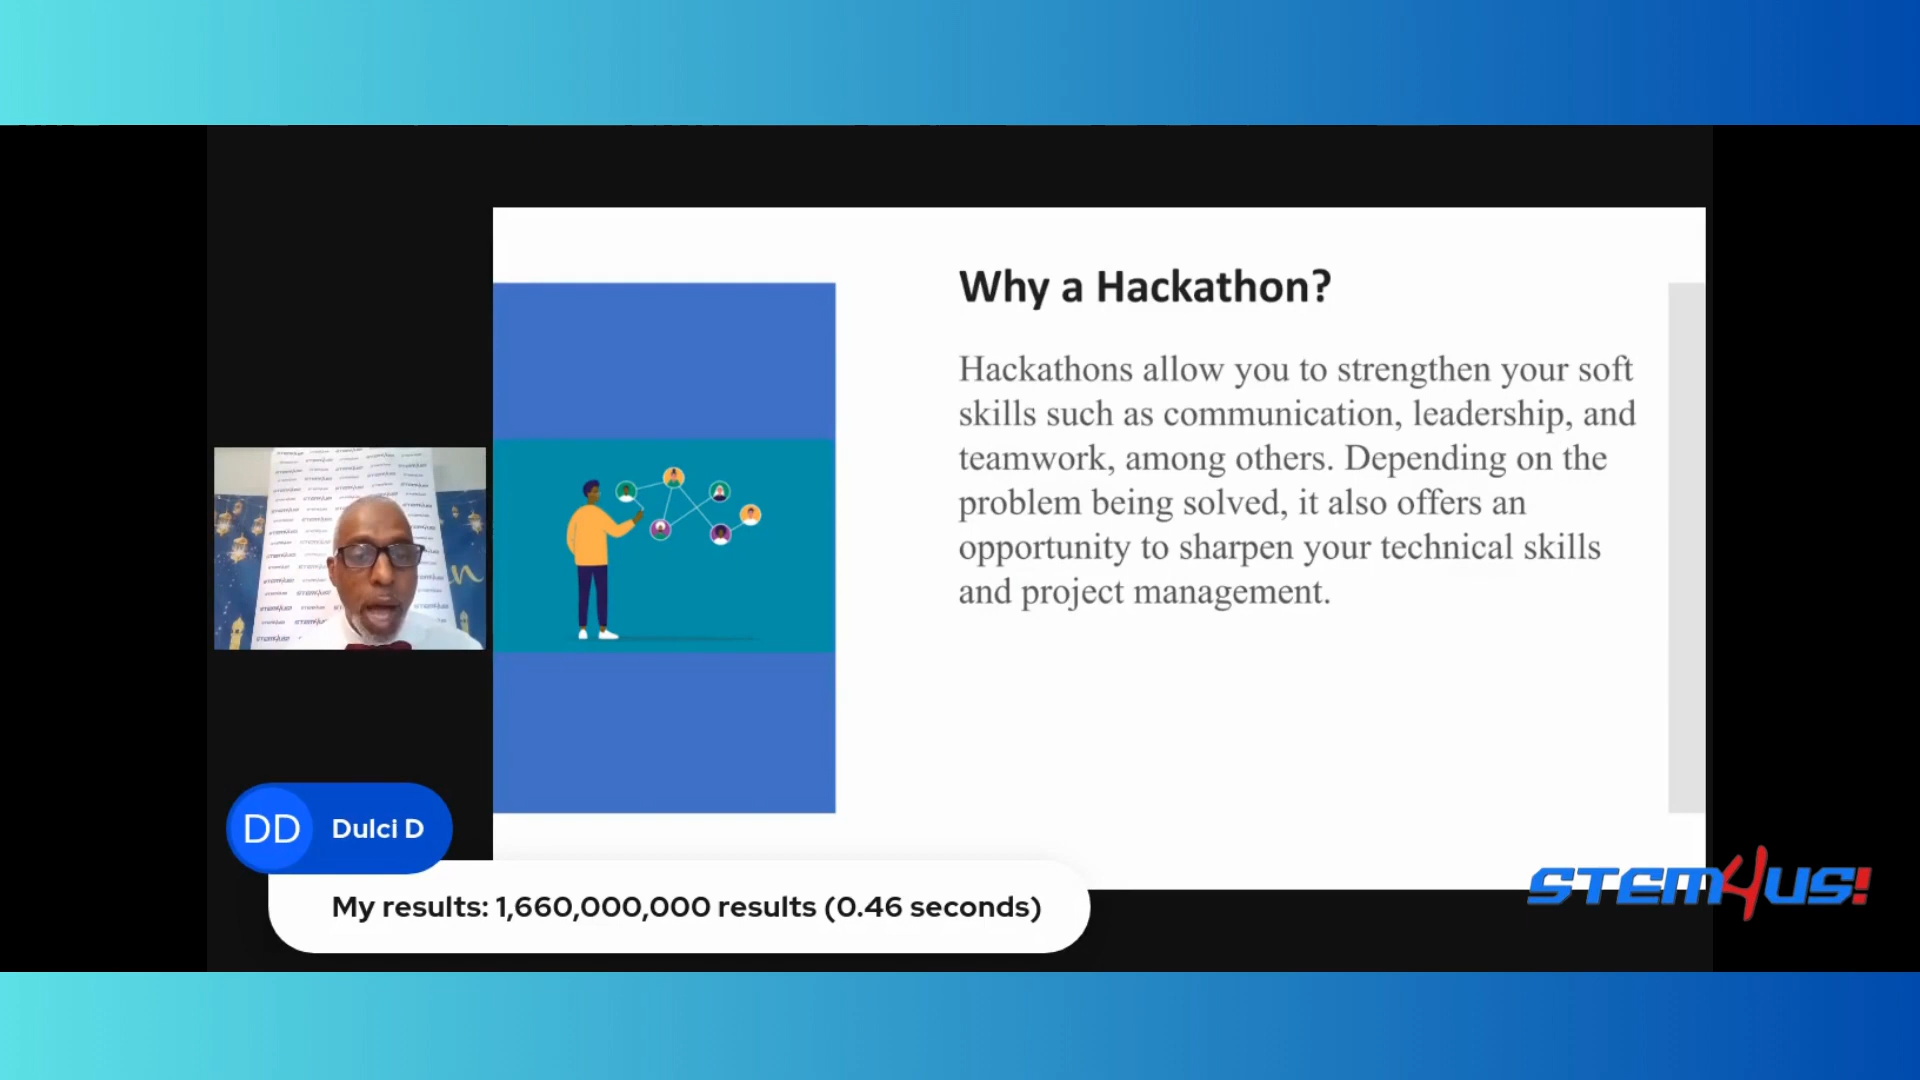 Why a Hackathon?
Hackathons allow you to strengthen your soft
skills such as communication, leadership, and
teamwork, among others. Depending on the
problem being solved, it also offers an
opportunity to sharpen your technical skills
and project management.
STEM4US
DD Dulci D
My results: 1,660,000,000 results (0.46 seconds)
STEM4US!